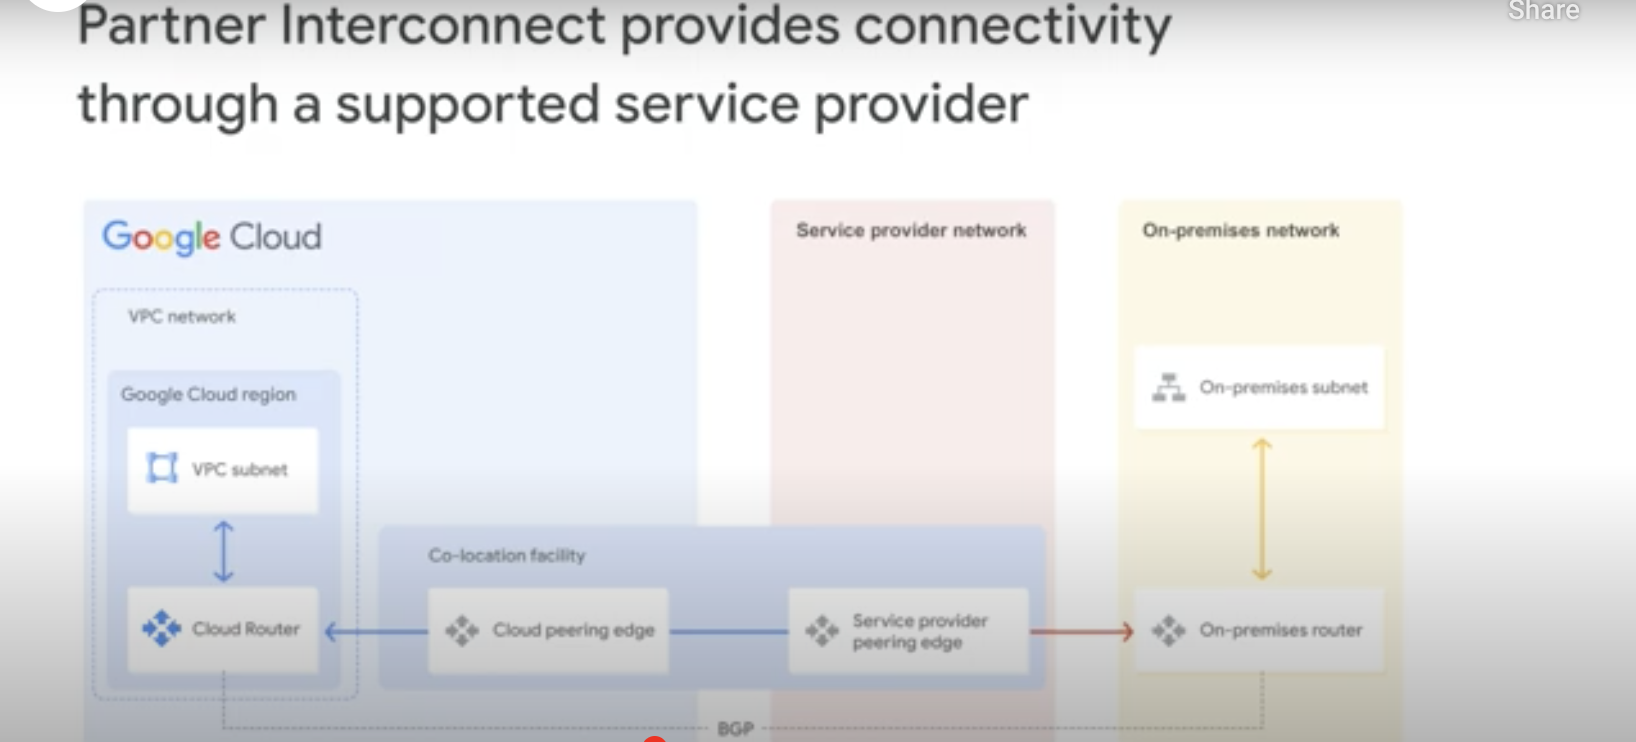 Partner Interconnect provides connectivity
Share
through a supported service provider
Google Cloud
Service provider network
On-premises network
VPC network
Google Cloud region
On-premises subnet
VPC subnet
Co-location facility
Cloud Router
Cloud peering edge
Service provider
peering edge
On-premises router
BGP